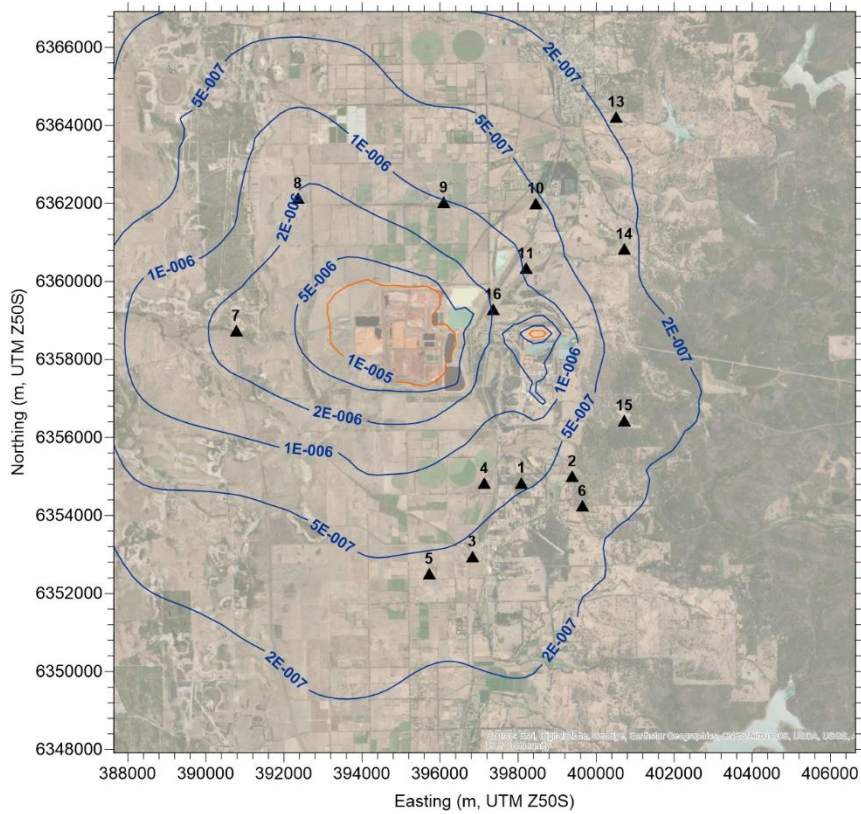 6366000
6364000
6362000
6360000
6358000
6356000
6354000
6352000
6350000
6348000
Northing (m, UTM Z50S)
388000 390000 392000 394000 396000 398000 400000 402000 404000 406000
Easting (m, UTM Z50S)
2E-007
5E-007
13
5E-007
1E-006
8
9
10
2E-006
14
11
1E-006
5E-006
16
7
2E-007
1E-005
1E-006
2E-006
15
5E-007
1E-006
4
1
2
6
5E-007
3
5
2E-007
2E-007